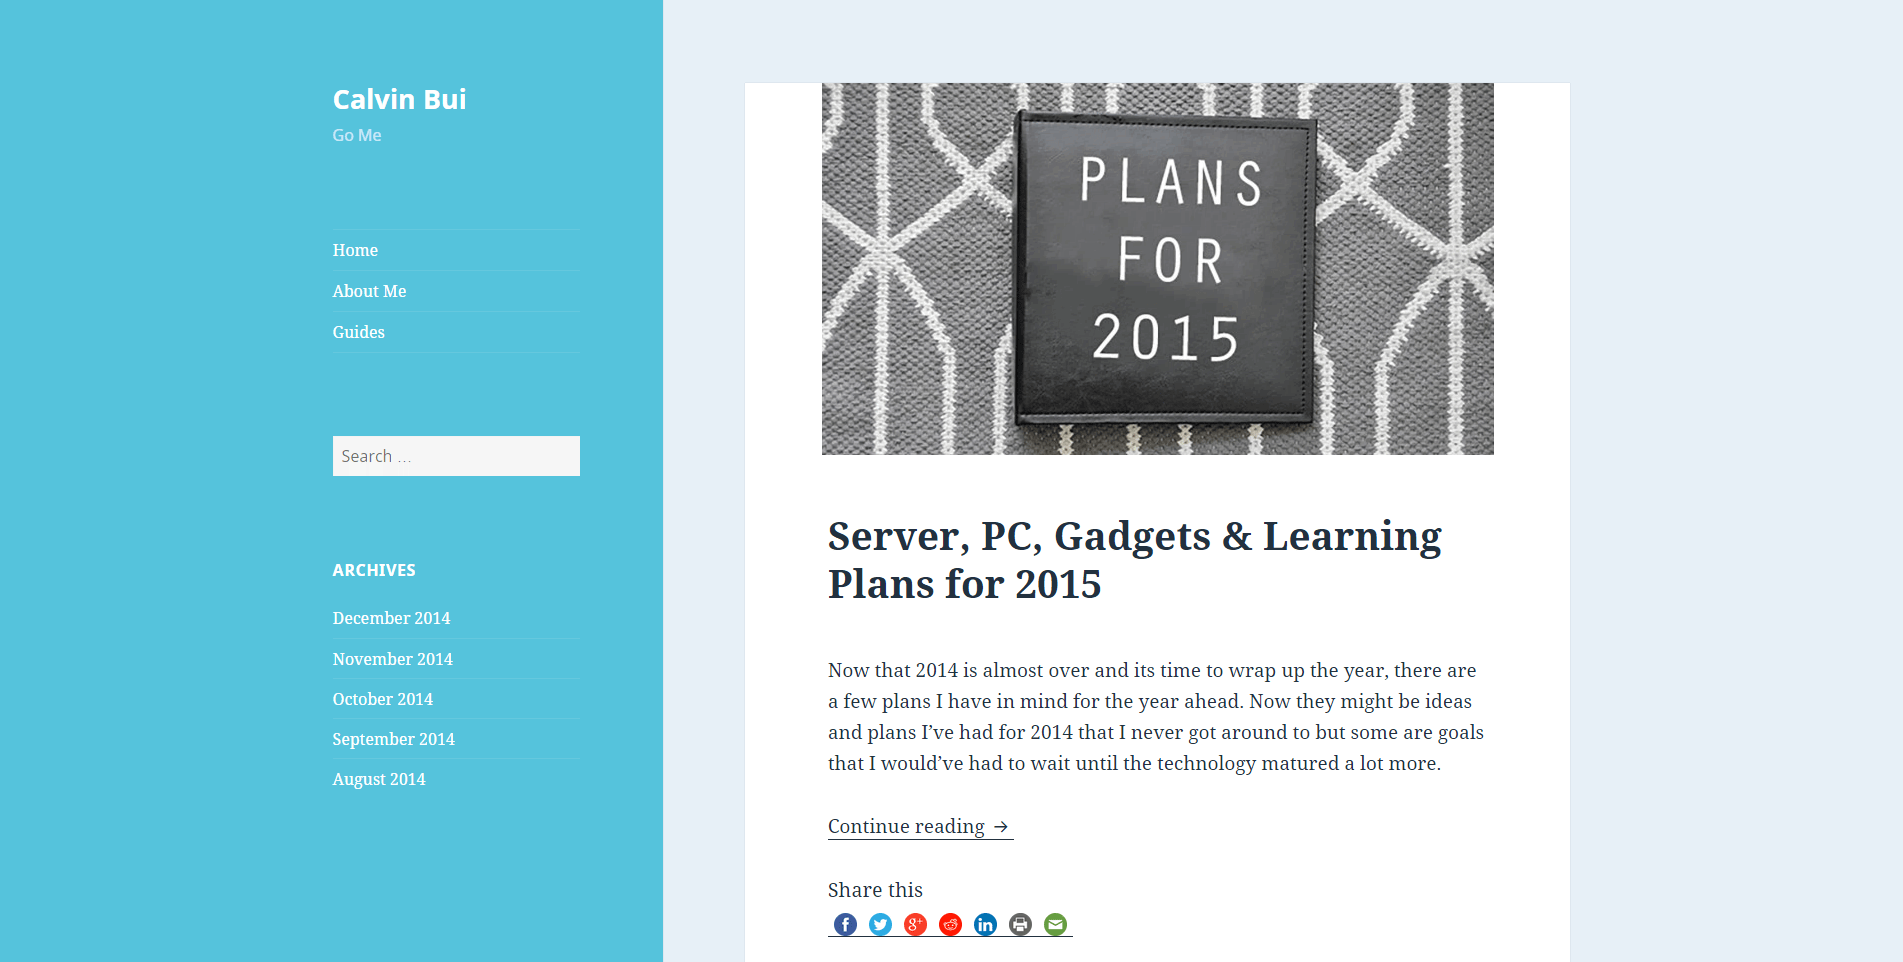 Calvin Bui
Go Me
Home
About Me
Guides
Search …
ARCHIVES
December 2014
November 2014
October 2014
September 2014
August 2014
PLANS
FOR
2015
Server, PC, Gadgets & Learning
Plans for 2015
Now that 2014 is almost over and its time to wrap up the year, there are
a few plans I have in mind for the year ahead. Now they might be ideas
and plans I’ve had for 2014 that I never got around to but some are goals
that I would’ve had to wait until the technology matured a lot more.
Continue reading →
Share this